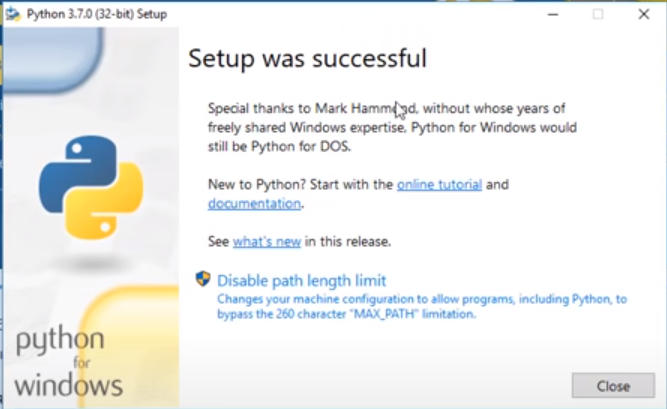 Python 3.7.0 (32-bit) Setup
Setup was successful
Special thanks to Mark Hammond, without whose years of
freely shared Windows expertise, Python for Windows would
still be Python for DOS.
New to Python? Start with the online tutorial and
documentation.
See what's new in this release.
Disable path length limit
Changes your machine configuration to allow programs, including Python, to
bypass the 260 character "MAX_PATH" limitation.
python
for
windows
Close